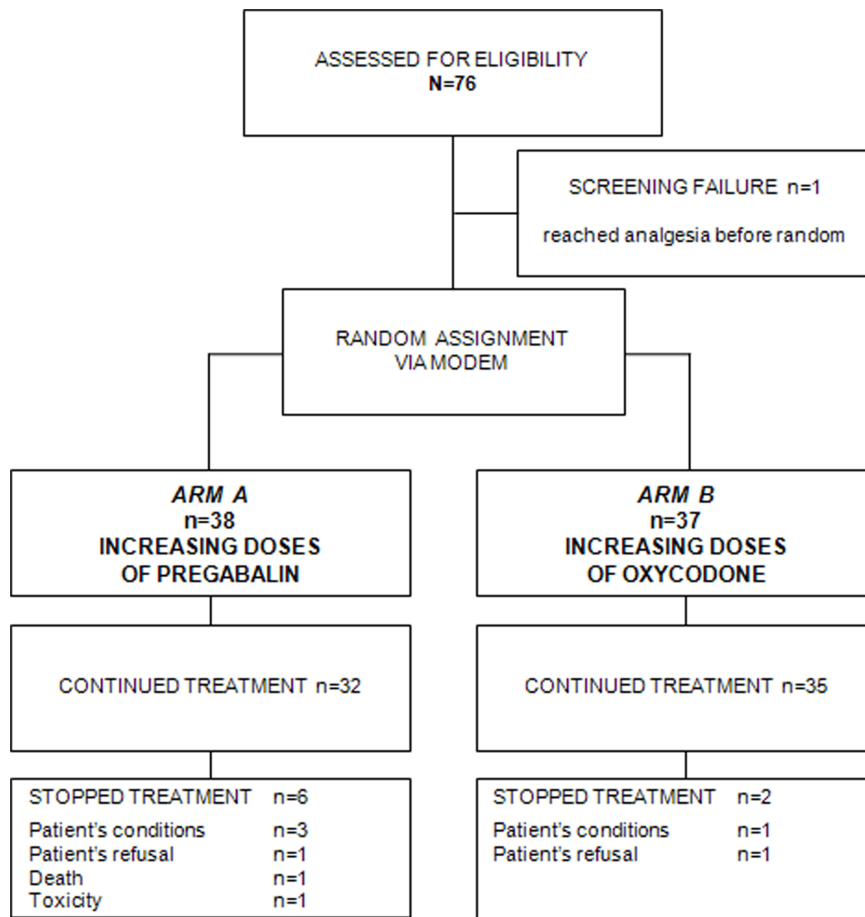 ASSESSED FOR ELIGIBILITY
N=76
SCREENING FAILURE n=1
reached analgesia before random
RANDOM ASSIGNMENT
VIA MODEM
ARM A
n=38
INCREASING DOSES
OF PREGABALIN
ARM B
n=37
INCREASING DOSES
OF OXYCODONE
CONTINUED TREATMENT n=32
CONTINUED TREATMENT n=35
STOPPED TREATMENT n=6
Patient's conditions n=3
Patient's refusal n=1
Death n=1
Toxicity n=1
STOPPED TREATMENT n=2
Patient's conditions n=1
Patient's refusal n=1